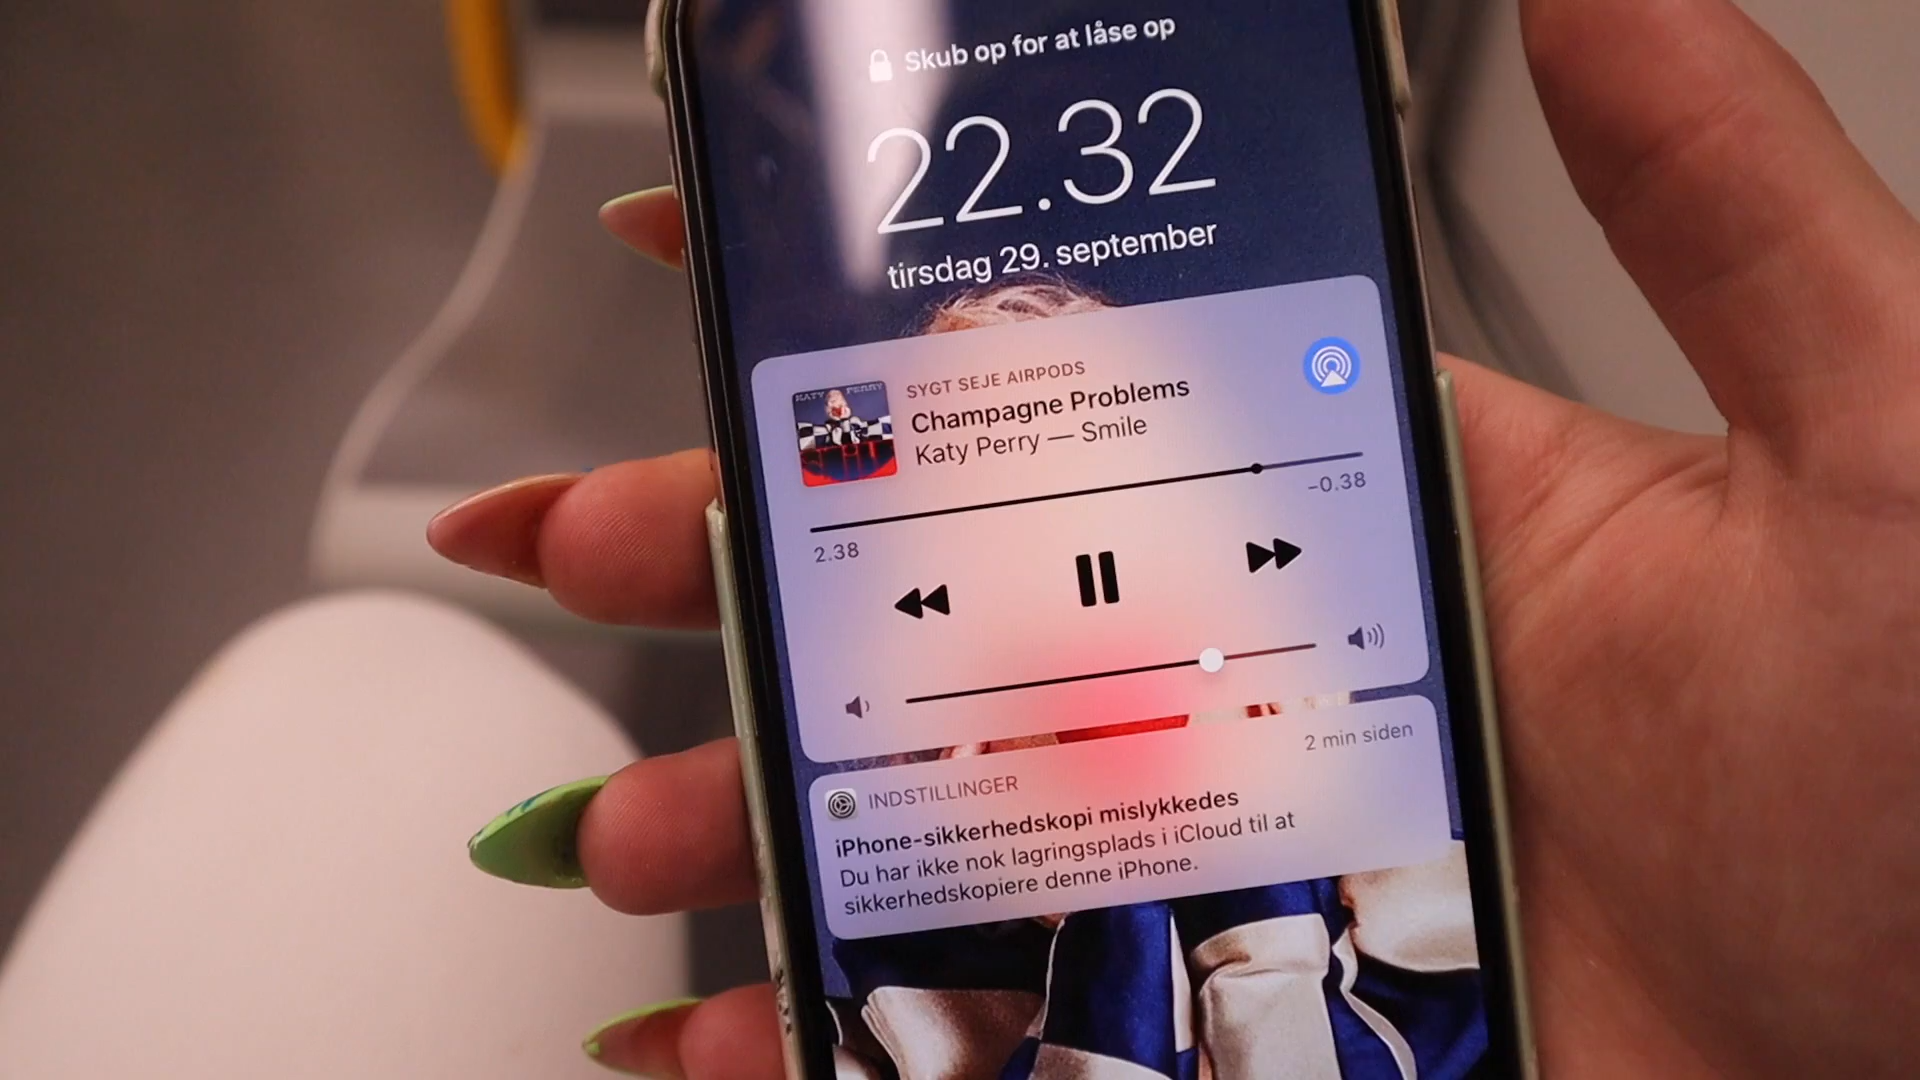 Skub op for at låse op
22.32
tirsdag 29. september
KATY PERRY
SYGT SEJE AIRPODS
Champagne Problems
Katy Perry — Smile
2.38
−0.38
2 min siden
INDSTILLINGER
iPhone-sikkerhedskopi mislykkedes
Du har ikke nok lagringsplads i iCloud til at
sikkerhedskopiere denne iPhone.